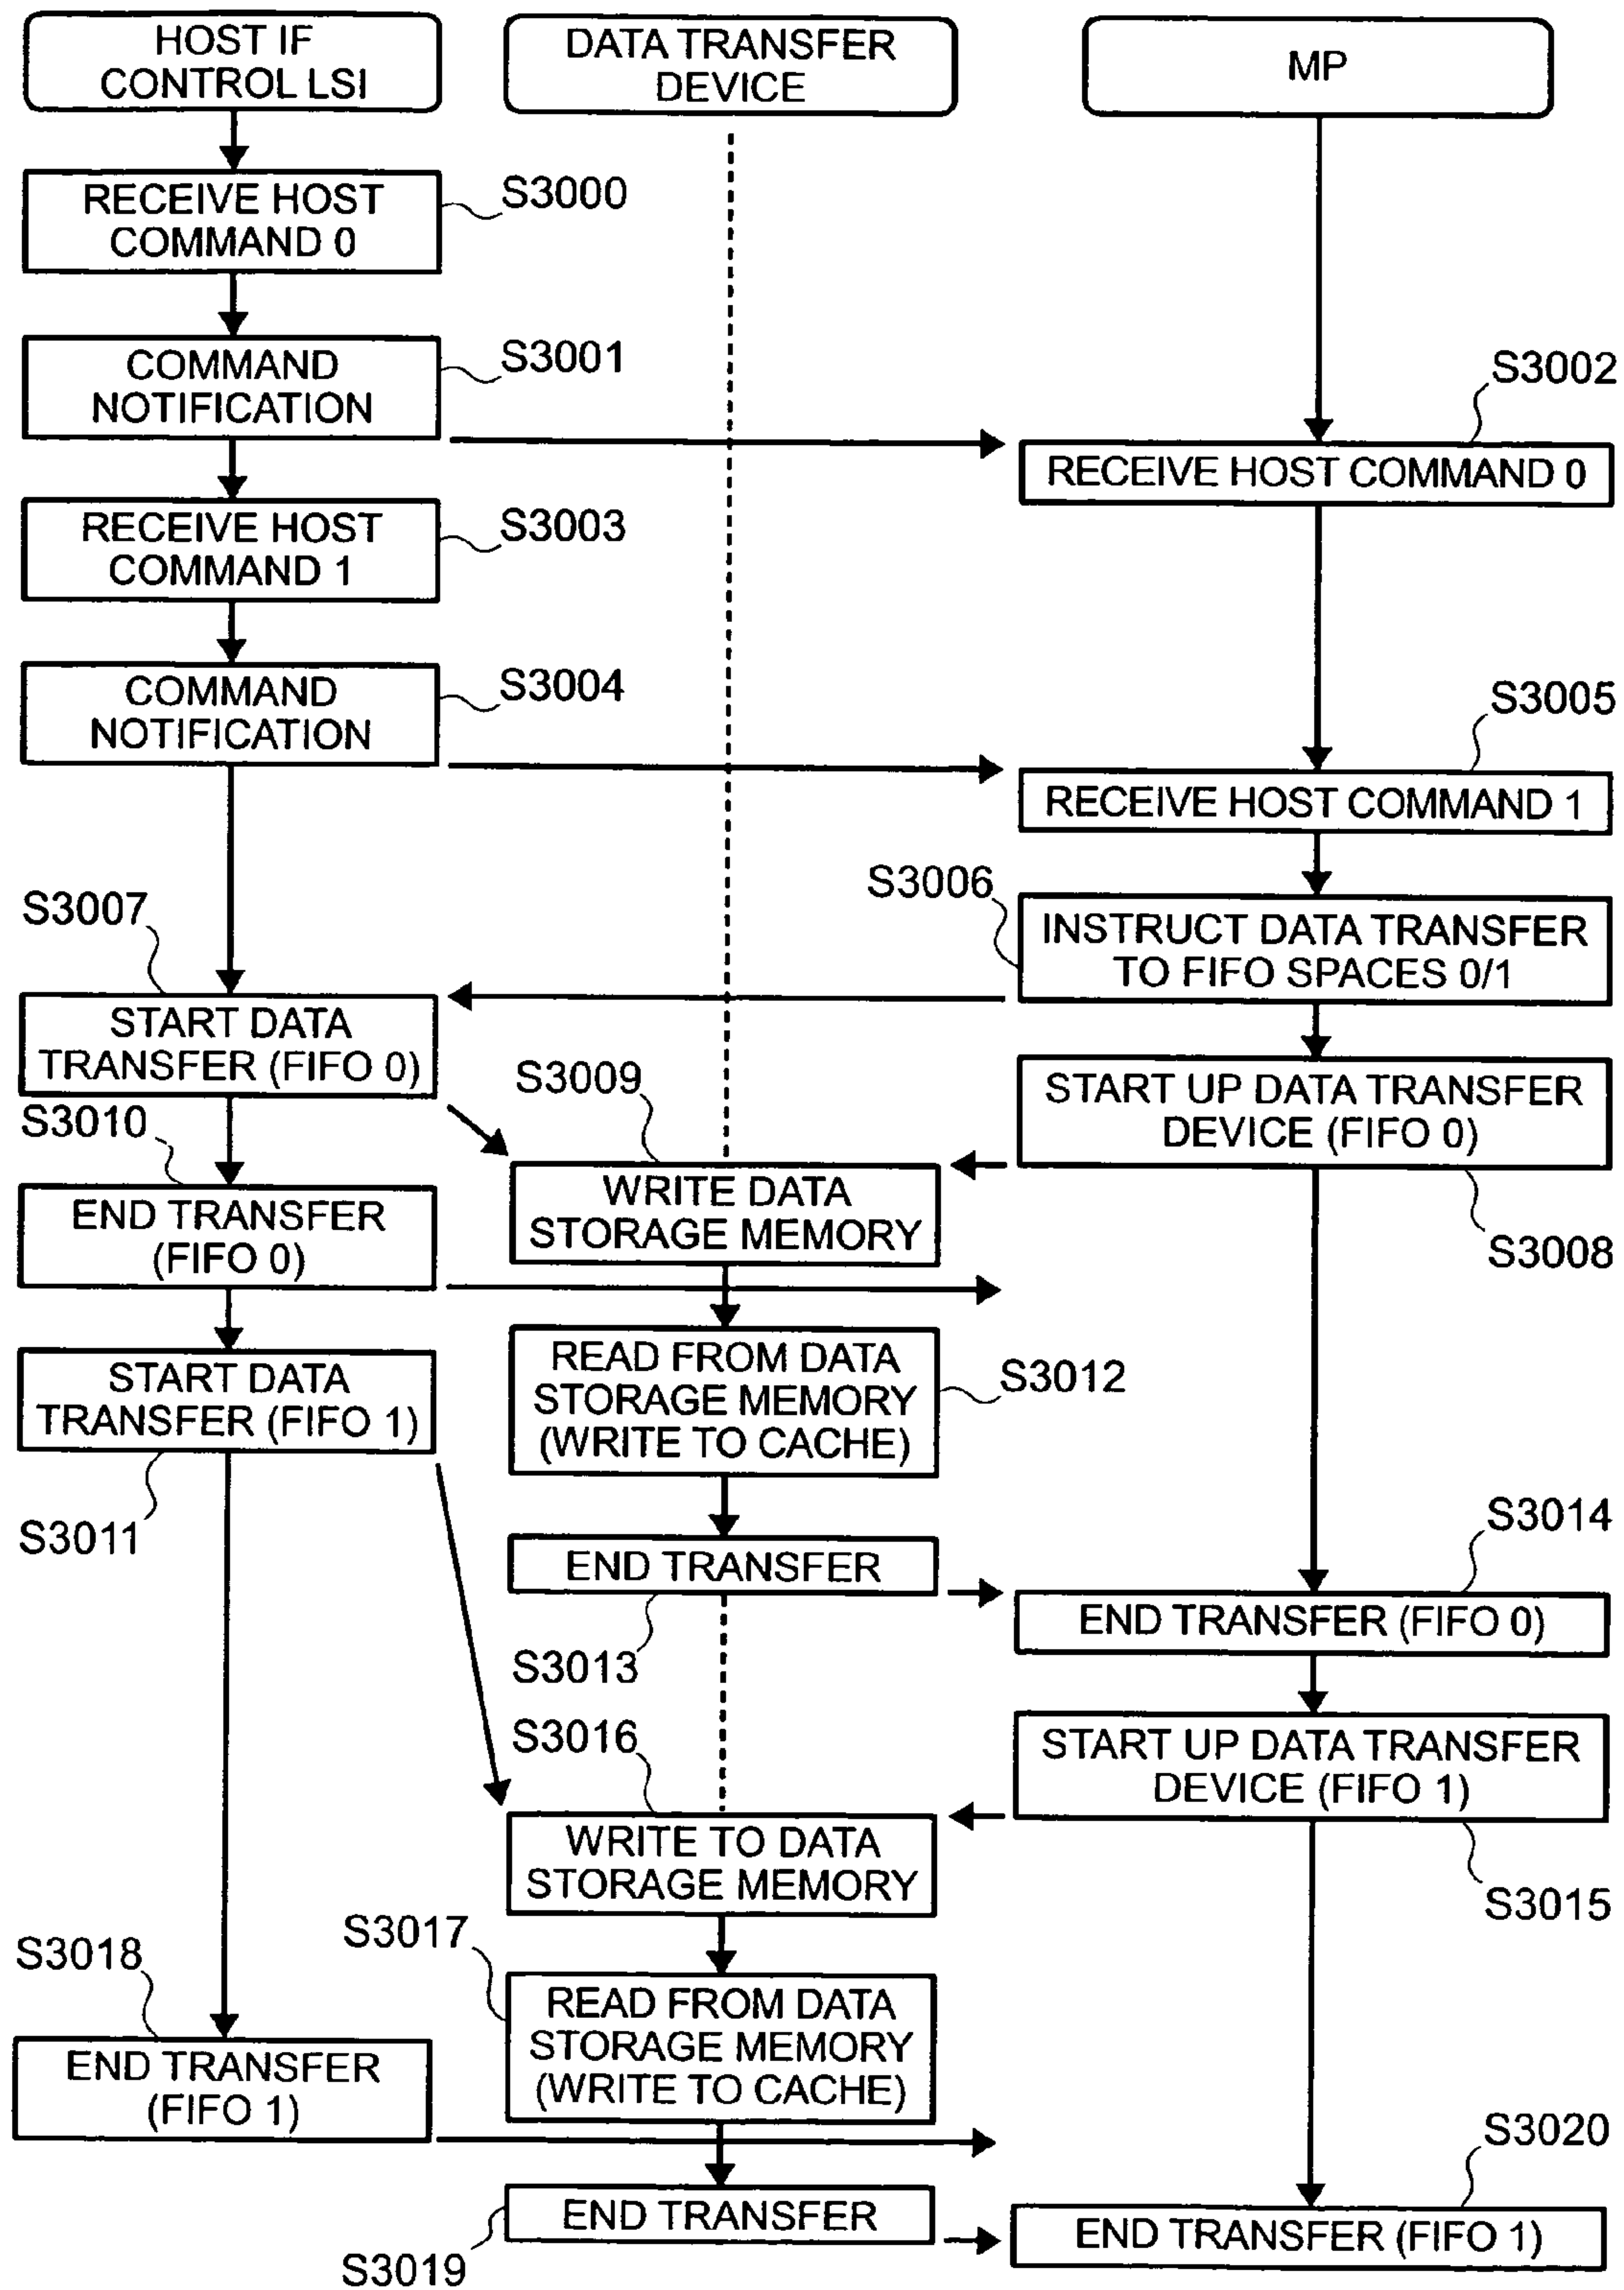 HOST IF
CONTROL LSI
DATA TRANSFER
DEVICE
MP
RECEIVE HOST
COMMAND 0
S3000
COMMAND
NOTIFICATION
S3001
S3002
RECEIVE HOST COMMAND 0
RECEIVE HOST
COMMAND 1
S3003
COMMAND
NOTIFICATION
S3004
S3005
RECEIVE HOST COMMAND 1
S3006
INSTRUCT DATA TRANSFER
TO FIFO SPACES 0/1
S3007
START DATA
TRANSFER (FIFO 0)
S3009
START UP DATA TRANSFER
DEVICE (FIFO 0)
S3008
S3010
WRITE DATA
STORAGE MEMORY
END TRANSFER
(FIFO 0)
READ FROM DATA
STORAGE MEMORY
(WRITE TO CACHE)
S3012
START DATA
TRANSFER (FIFO 1)
S3011
END TRANSFER
S3013
S3014
END TRANSFER (FIFO 0)
START UP DATA TRANSFER
DEVICE (FIFO 1)
S3015
S3016
WRITE TO DATA
STORAGE MEMORY
S3017
READ FROM DATA
STORAGE MEMORY
(WRITE TO CACHE)
S3018
END TRANSFER
(FIFO 1)
END TRANSFER
S3019
S3020
END TRANSFER (FIFO 1)